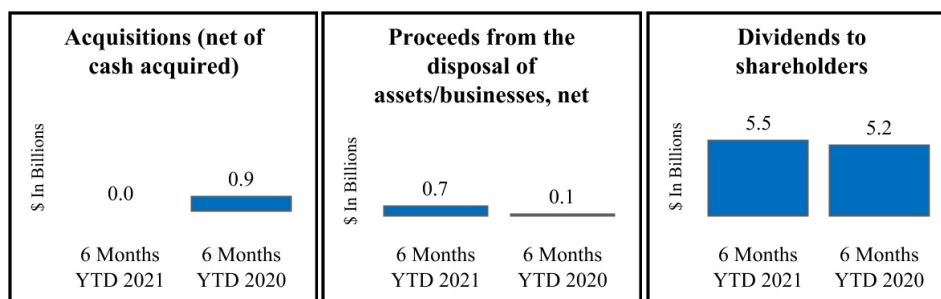 Acquisitions (net of
cash acquired)
$ In Billions
0.0
0.9
6 Months
YTD 2021
6 Months
YTD 2020
Proceeds from the
disposal of
assets/businesses, net
$ In Billions
0.7
0.1
6 Months
YTD 2021
6 Months
YTD 2020
Dividends to
shareholders
$ In Billions
5.5
5.2
6 Months
YTD 2021
6 Months
YTD 2020